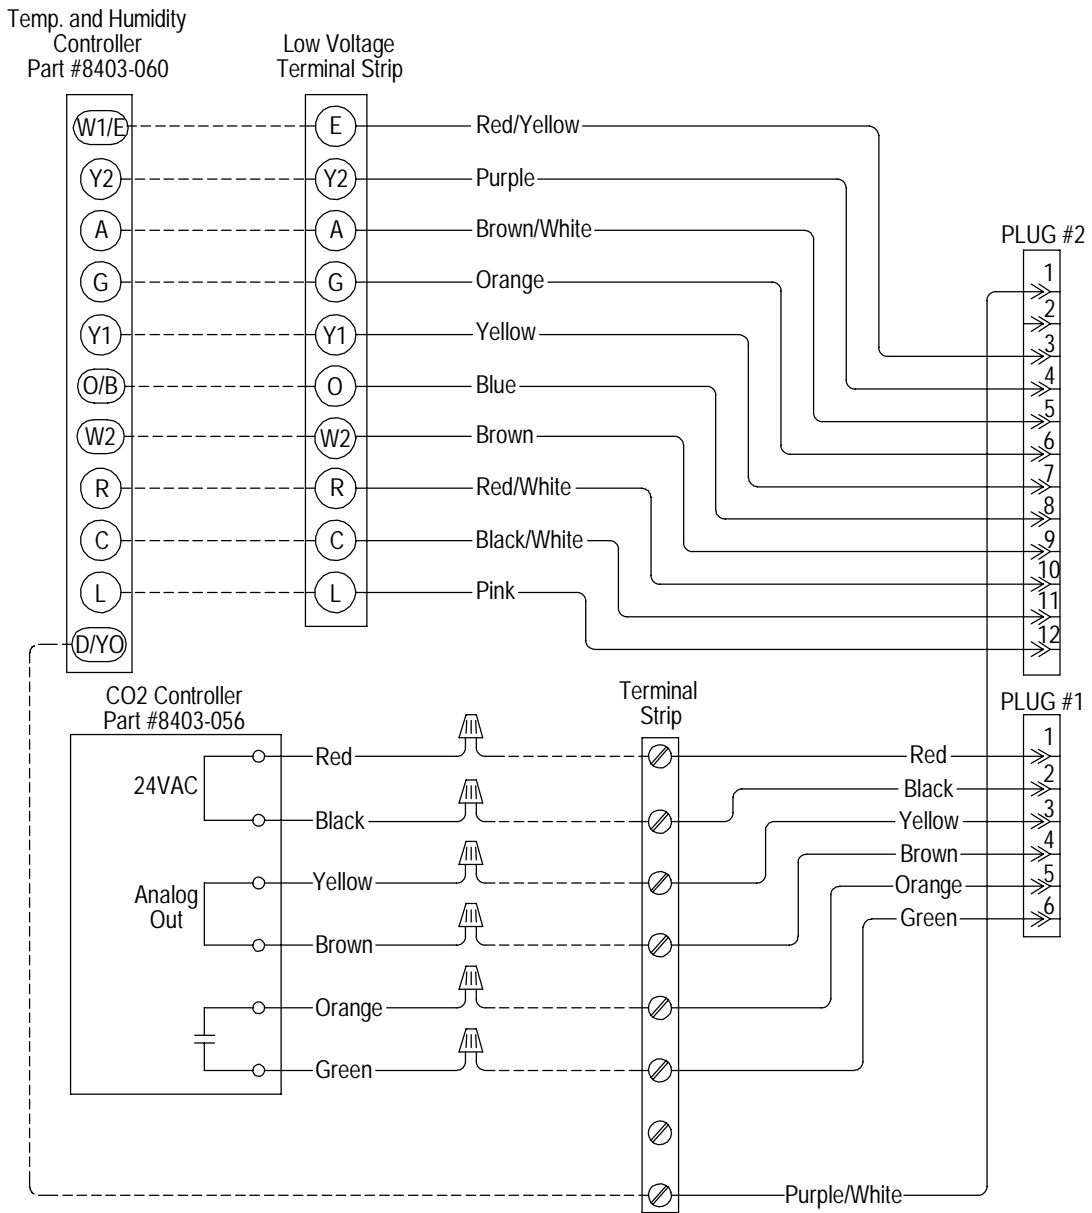 Temp. and Humidity
Controller
Part #8403-060
Low Voltage
Terminal Strip
W1/E
E
Red/Yellow
Y2
Y2
Purple
A
A
Brown/White
G
G
Orange
Y1
Y1
Yellow
O/B
O
Blue
W2
W2
Brown
R
R
Red/White
C
C
Black/White
L
L
Pink
D/YO
PLUG #2
1
2
3
4
5
6
7
8
9
10
11
12
CO2 Controller
Part #8403-056
24VAC
Analog
Out
Red
Black
Yellow
Brown
Orange
Green
Terminal
Strip
Red
Black
Yellow
Brown
Orange
Green
PLUG #1
1
2
3
4
5
6
Purple/White